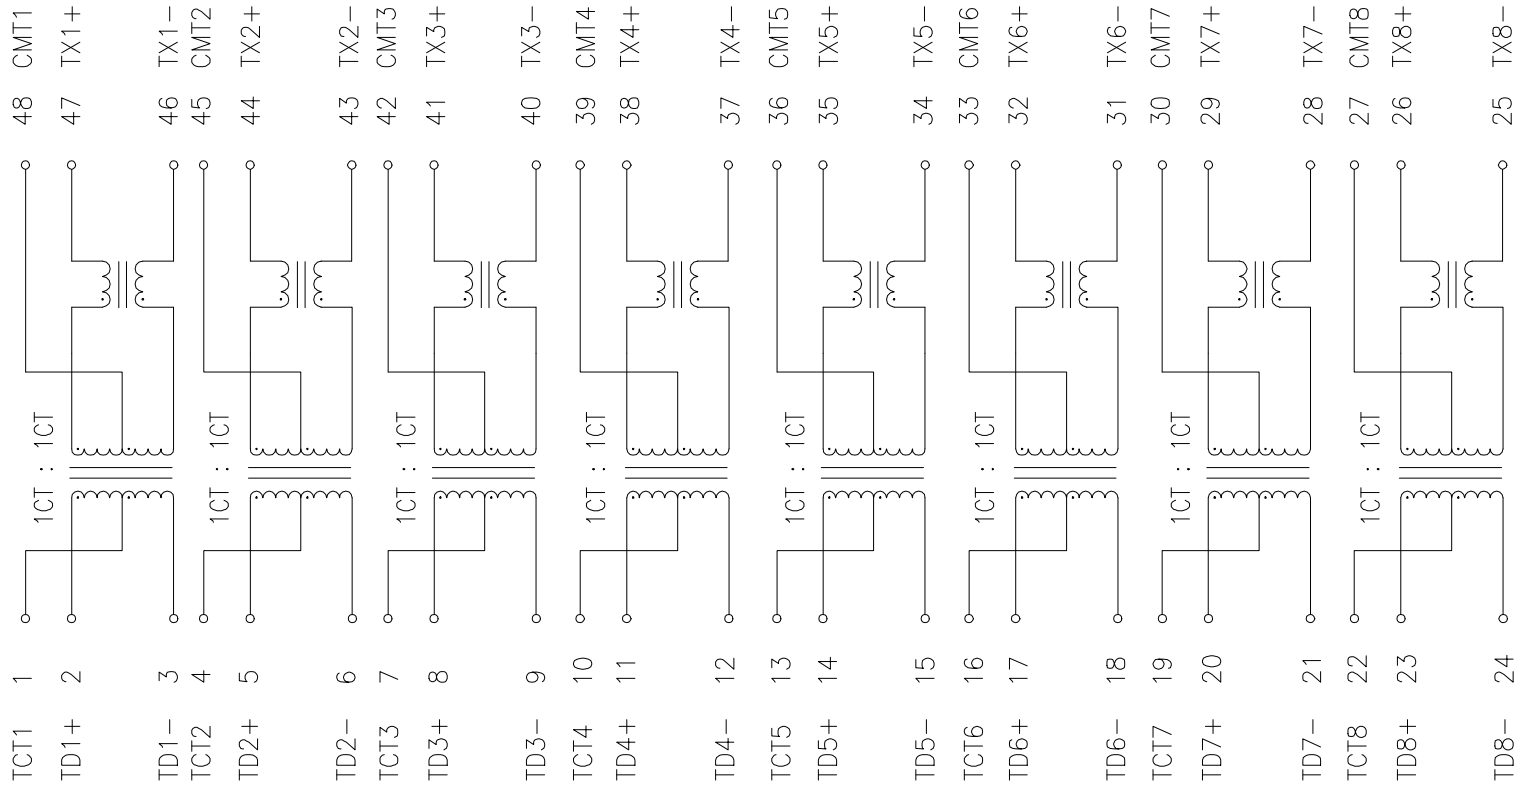 CMT1 TX1+ TX1- CMT2 TX2+ TX2- CMT3 TX3+ TX3- CMT4 TX4+ TX4- CMT5 TX5+ TX5- CMT6 TX6+ TX6- CMT7 TX7+ TX7- CMT8 TX8+ TX8-
48 47 46 45 44 43 42 41 40 39 38 37 36 35 34 33 32 31 30 29 28 27 26 25
1CT : 1CT
1CT : 1CT
1CT : 1CT
1CT : 1CT
1CT : 1CT
1CT : 1CT
1CT : 1CT
1CT : 1CT
1 2 3 4 5 6 7 8 9 10 11 12 13 14 15 16 17 18 19 20 21 22 23 24
TCT1 TD1+ TD1- TCT2 TD2+ TD2- TCT3 TD3+ TD3- TCT4 TD4+ TD4- TCT5 TD5+ TD5- TCT6 TD6+ TD6- TCT7 TD7+ TD7- TCT8 TD8+ TD8-